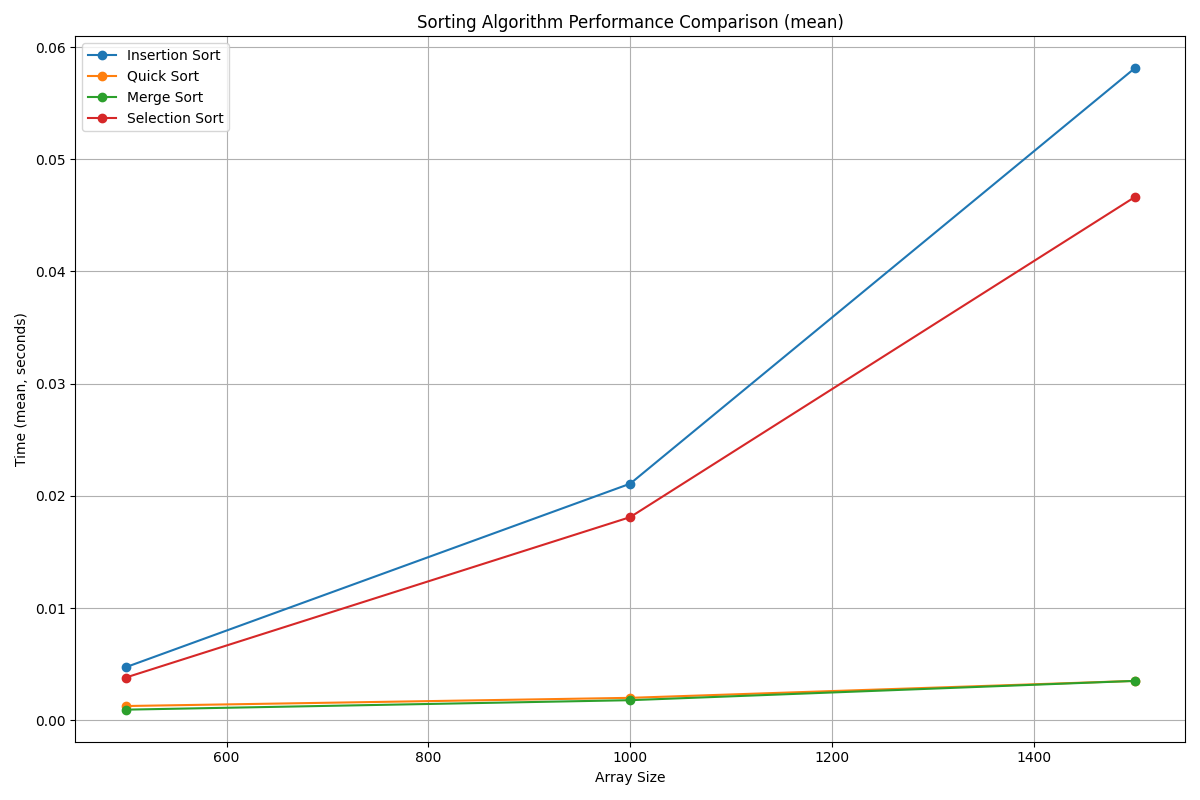 Sorting Algorithm Performance Comparison (mean)
Insertion Sort
Quick Sort
Merge Sort
Selection Sort
0.06
0.05
0.04
0.03
0.02
0.01
0.00
Time (mean, seconds)
600
800
1000
1200
1400
Array Size